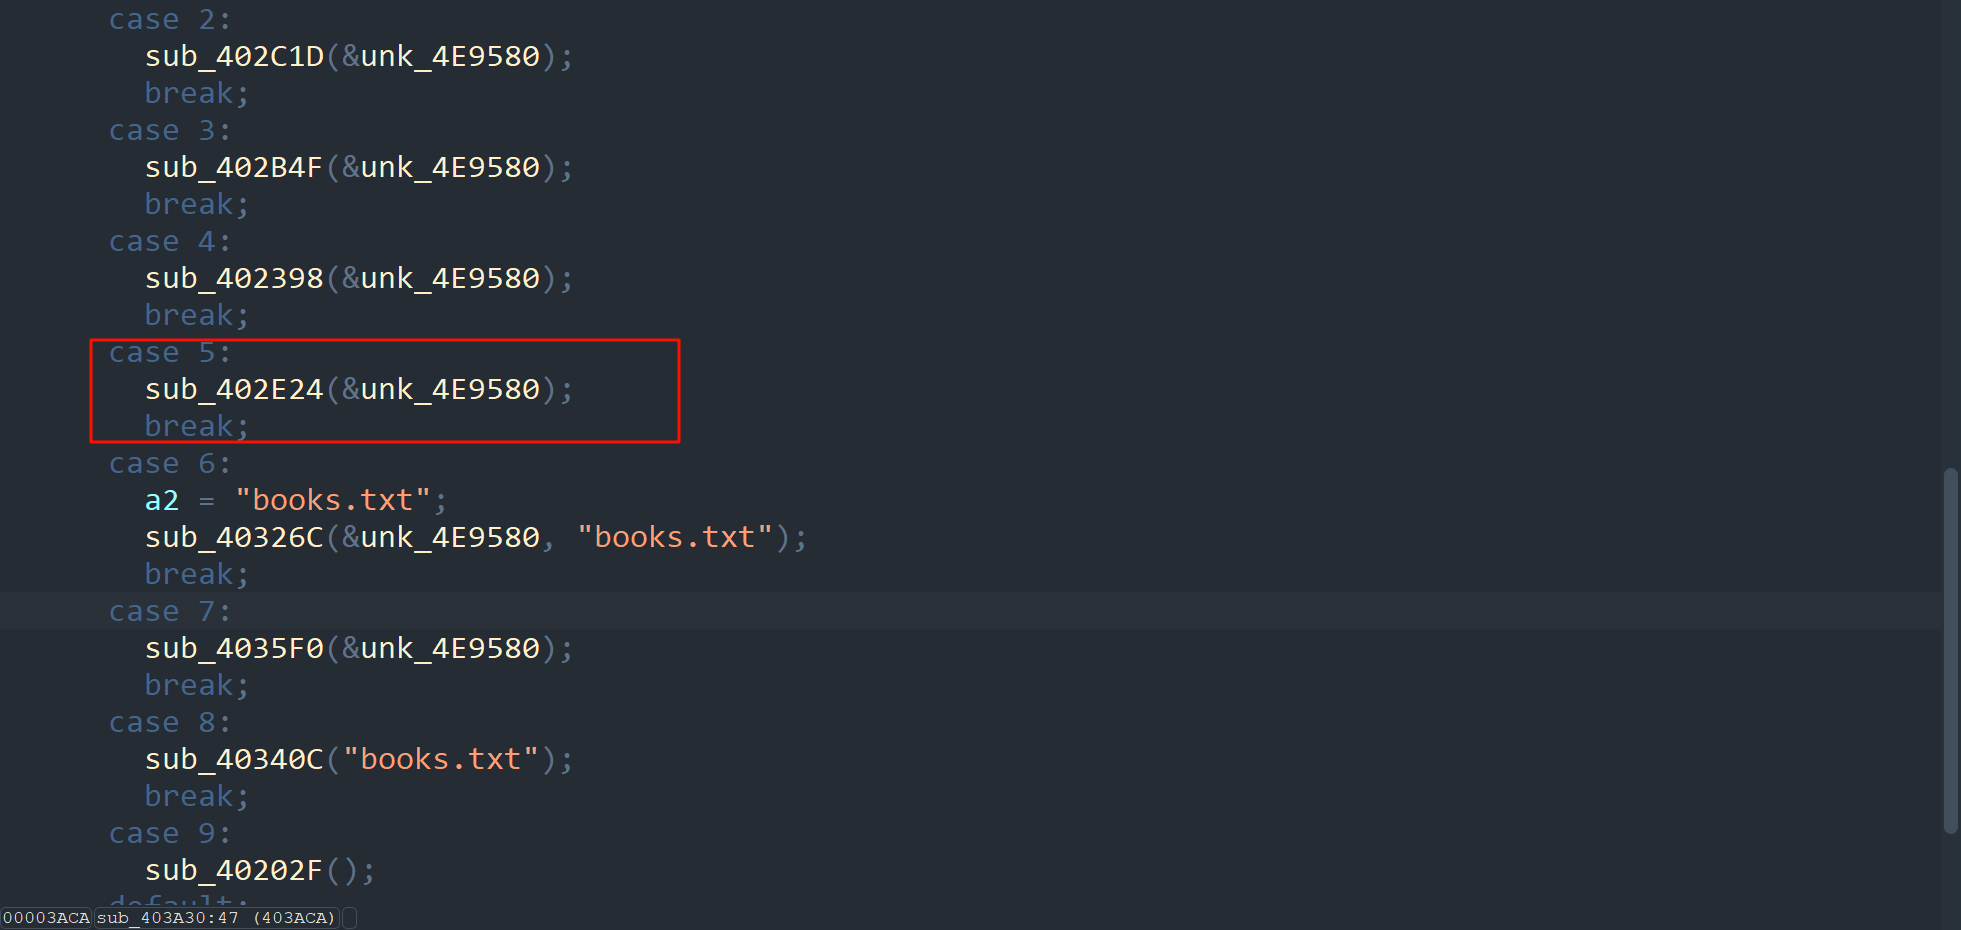 case 2:
sub_402C1D(&unk_4E9580);
break;
case 3:
sub_402B4F(&unk_4E9580);
break;
case 4:
sub_402398(&unk_4E9580);
break;
case 5:
sub_402E24(&unk_4E9580);
break;
case 6:
a2 = "books.txt";
sub_40326C(&unk_4E9580, "books.txt");
break;
case 7:
sub_4035F0(&unk_4E9580);
break;
case 8:
sub_40340C("books.txt");
break;
case 9:
sub_40202F();
default:
00003ACA sub_403A30:47 (403ACA)